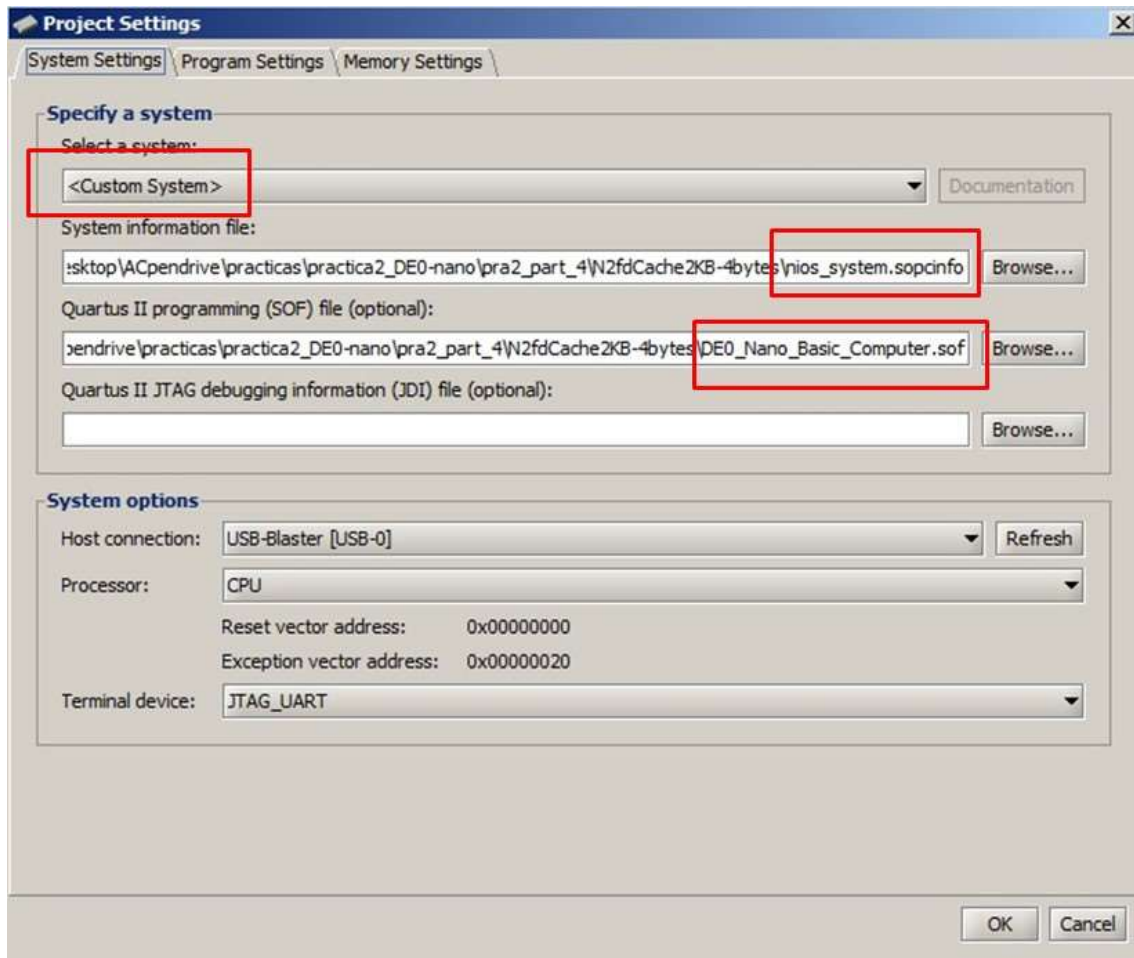 Project Settings
System Settings Program Settings Memory Settings
Specify a system
Select a system:
<Custom System> Documentation
System information file:
esktop\ACpendrive\practicas\practica2_DE0-nano\pra2_part_4\N2fdCache2KB-4bytes\nios_system.sopcinfo Browse...
Quartus II programming (SOF) file (optional):
pendrive\practicas\practica2_DE0-nano\pra2_part_4\N2fdCache2KB-4bytes\DE0_Nano_Basic_Computer.sof Browse...
Quartus II JTAG debugging information (JDI) file (optional):
Browse...
System options
Host connection: USB-Blaster [USB-0] Refresh
Processor: CPU
Reset vector address: 0x00000000
Exception vector address: 0x00000020
Terminal device: JTAG_UART
OK Cancel